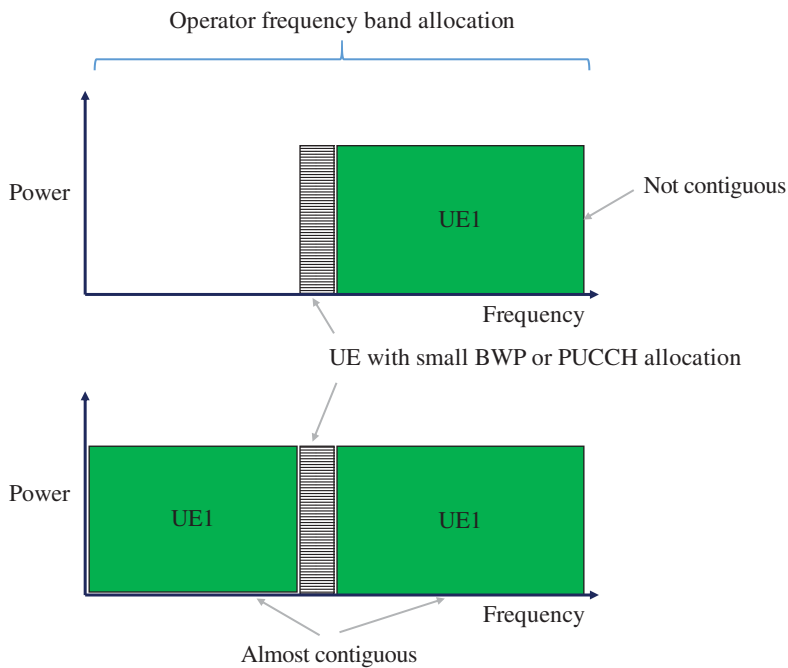 Operator frequency band allocation
Power
UE1
Not contiguous
Frequency
UE with small BWP or PUCCH allocation
Power
UE1
UE1
Frequency
Almost contiguous